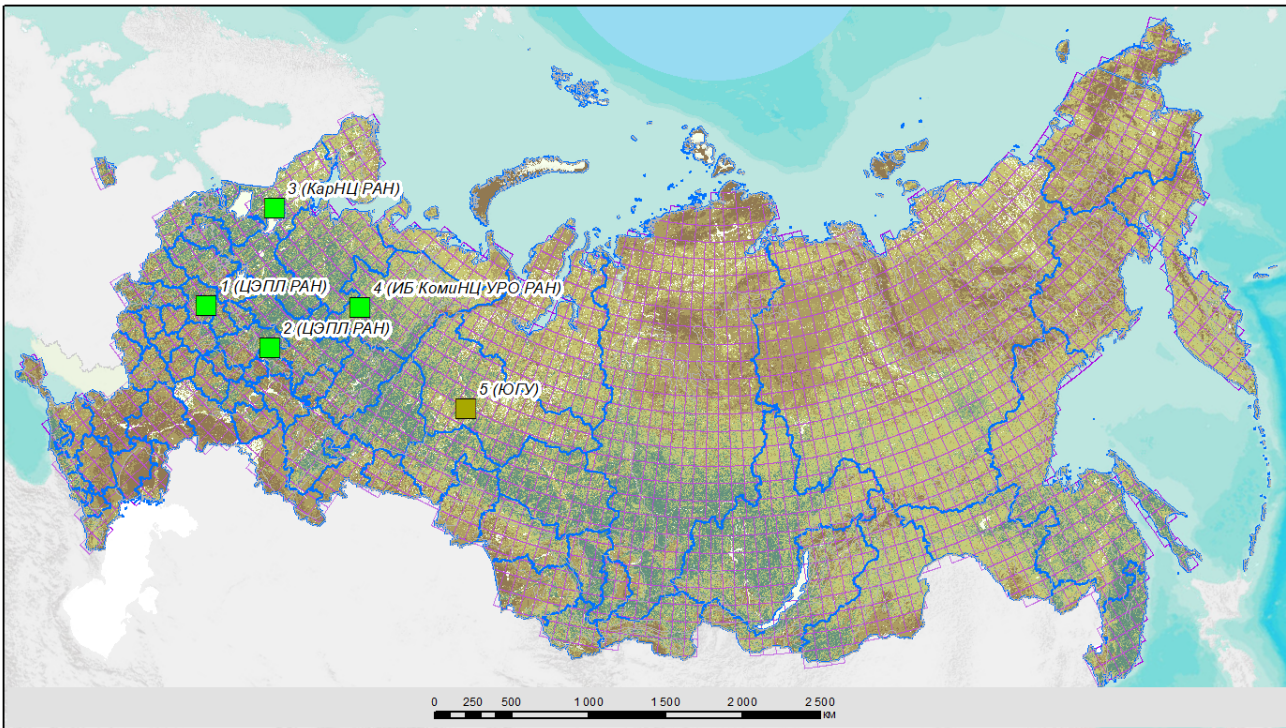 3 (КарНЦ РАН)
1 (ЦЭПЛ РАН)
4 (ИБ КомиНЦ УРО РАН)
2 (ЦЭПЛ РАН)
5 (ЮГУ)
0 250 500 1 000 1 500 2 000 2 500
КМ